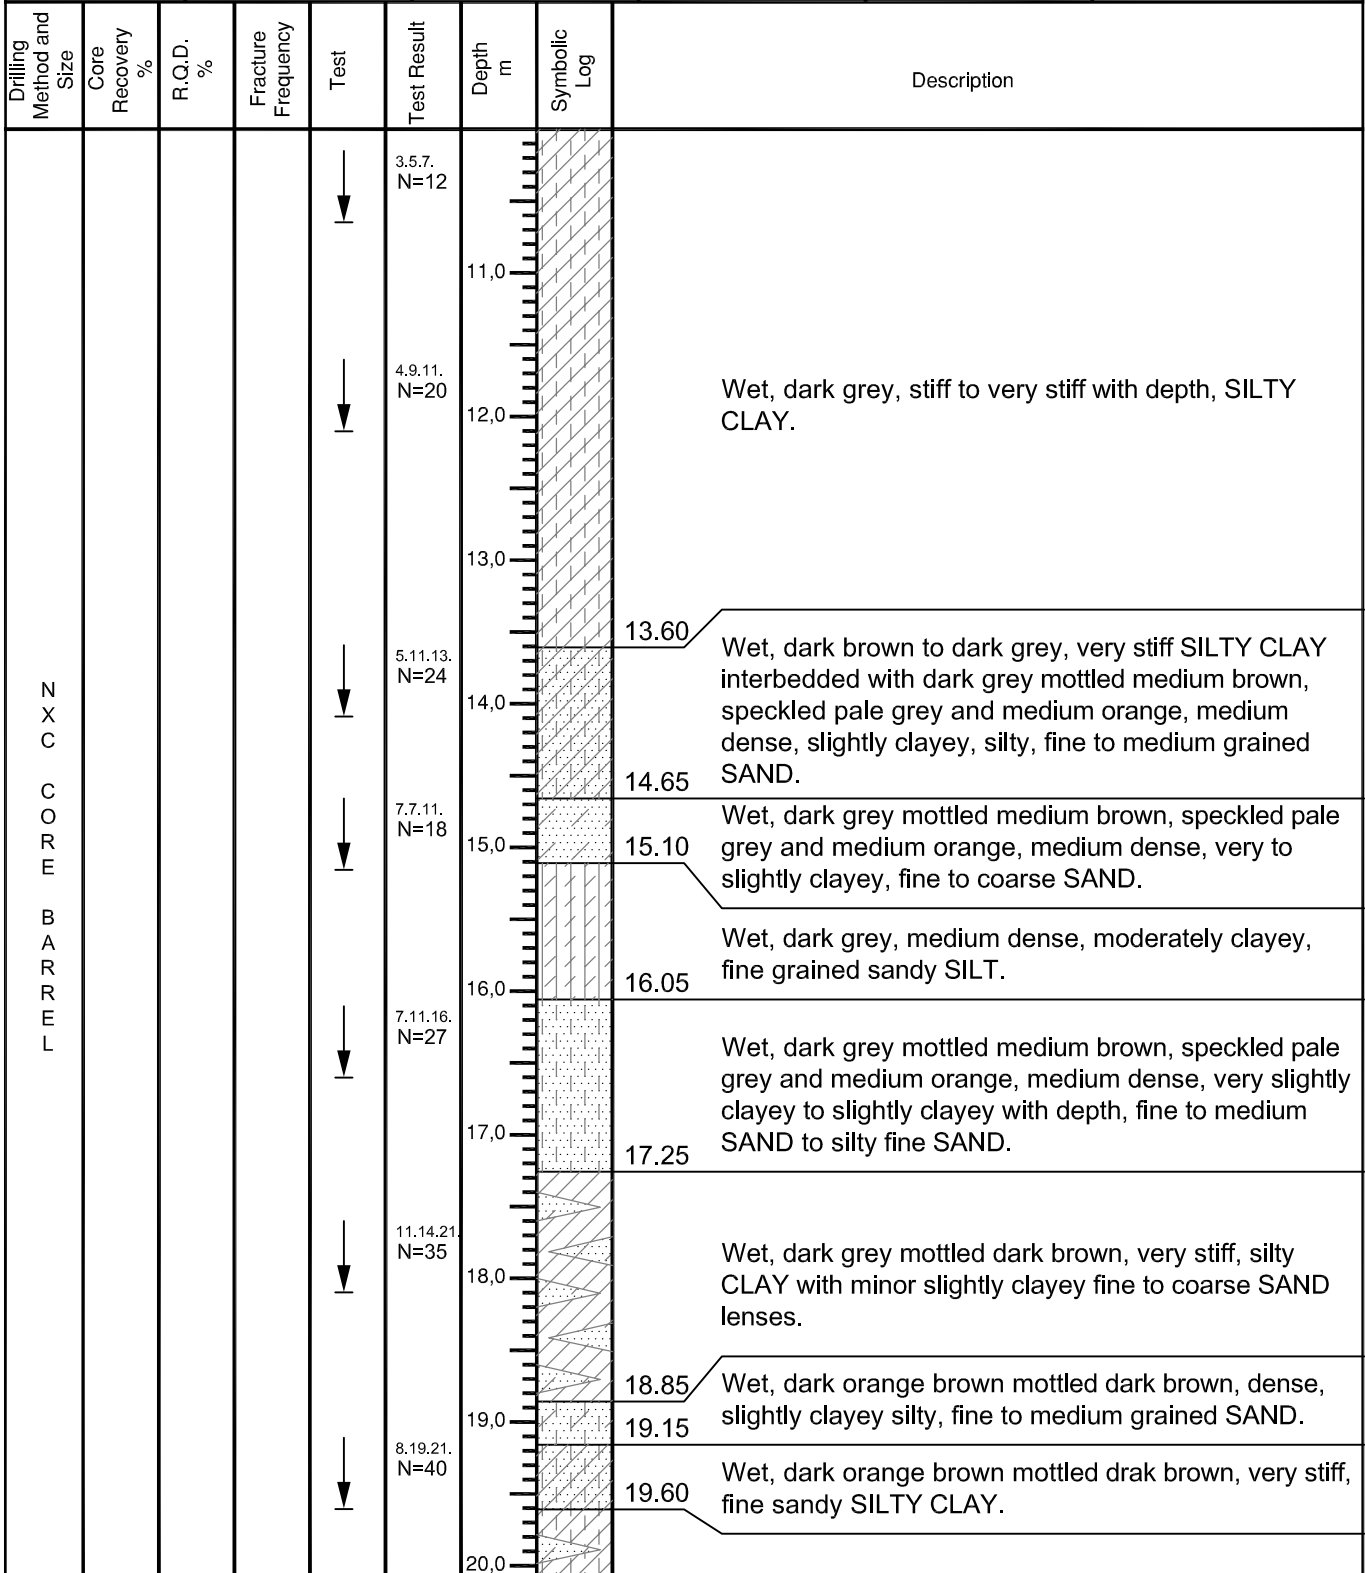 Drilling
Method and
Size
Core
Recovery
%
R.Q.D.
%
Fracture
Frequency
Test
Test Result
Depth
m
Symbolic
Log
Description
3.5.7.
N=12
11,0
4.9.11.
N=20
12,0
Wet, dark grey, stiff to very stiff with depth, SILTY
CLAY.
13,0
13.60
5.11.13.
N=24
14,0
Wet, dark brown to dark grey, very stiff SILTY CLAY
interbedded with dark grey mottled medium brown,
speckled pale grey and medium orange, medium
dense, slightly clayey, silty, fine to medium grained
SAND.
14.65
7.7.11.
N=18
15,0
Wet, dark grey mottled medium brown, speckled pale
grey and medium orange, medium dense, very to
slightly clayey, fine to coarse SAND.
15.10
Wet, dark grey, medium dense, moderately clayey,
fine grained sandy SILT.
16.05
16,0
7.11.16.
N=27
Wet, dark grey mottled medium brown, speckled pale
grey and medium orange, medium dense, very slightly
clayey to slightly clayey with depth, fine to medium
SAND to silty fine SAND.
17,0
17.25
11.14.21.
N=35
18,0
Wet, dark grey mottled dark brown, very stiff, silty
CLAY with minor slightly clayey fine to coarse SAND
lenses.
18.85
Wet, dark orange brown mottled dark brown, dense,
slightly clayey silty, fine to medium grained SAND.
19,0
19.15
8.19.21.
N=40
Wet, dark orange brown mottled drak brown, very stiff,
fine sandy SILTY CLAY.
19.60
20,0
N
X
C
C
O
R
E
B
A
R
R
E
L